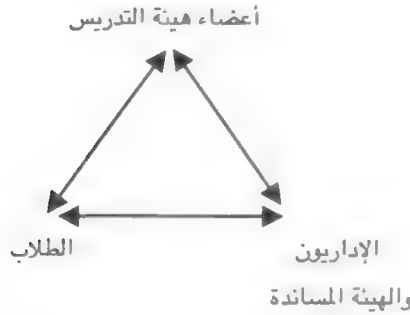 أعضاء هيئة التدريس
الطلاب
الإداريون
والهيئة المساندة